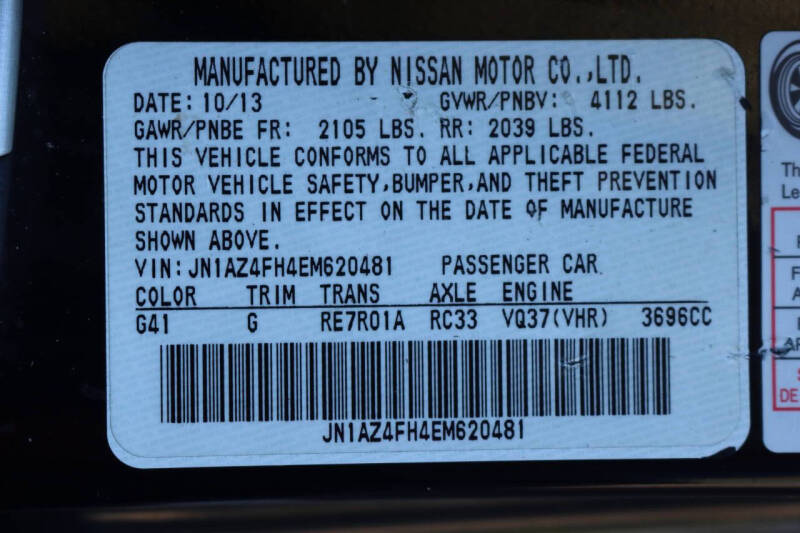 MANUFACTURED BY NISSAN MOTOR CO.,LTD.
DATE: 10/13 GVWR/PNBV: 4112 LBS.
GAWR/PNBE FR: 2105 LBS. RR: 2039 LBS.
THIS VEHICLE CONFORMS TO ALL APPLICABLE FEDERAL
MOTOR VEHICLE SAFETY,BUMPER,AND THEFT PREVENTION
STANDARDS IN EFFECT ON THE DATE OF MANUFACTURE
SHOWN ABOVE.
VIN:JN1AZ4FH4EM620481 PASSENGER CAR
COLOR TRIM TRANS AXLE ENGINE
G41 G RE7R01A RC33 VQ37(VHR) 3696CC
JN1AZ4FH4EM620481
Th
Le
DE